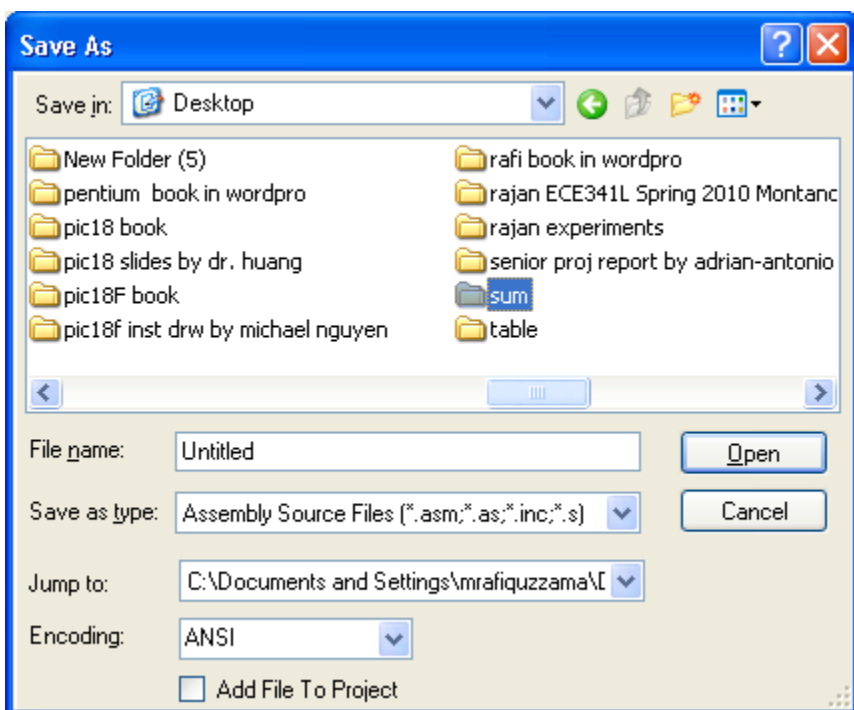 Save As
Save in: Desktop
New Folder (5)
pentium book in wordpro
pic18 book
pic18 slides by dr. huang
pic18F book
pic18f inst drw by michael nguyen
rafi book in wordpro
rajan ECE341L Spring 2010 Montanc
rajan experiments
senior proj report by adrian-antonio
sum
table
File name: Untitled Open
Save as type: Assembly Source Files (*.asm;*.as;*.inc;*.s) Cancel
Jump to: C:\Documents and Settings\mrafiquzzama\D
Encoding: ANSI
Add File To Project